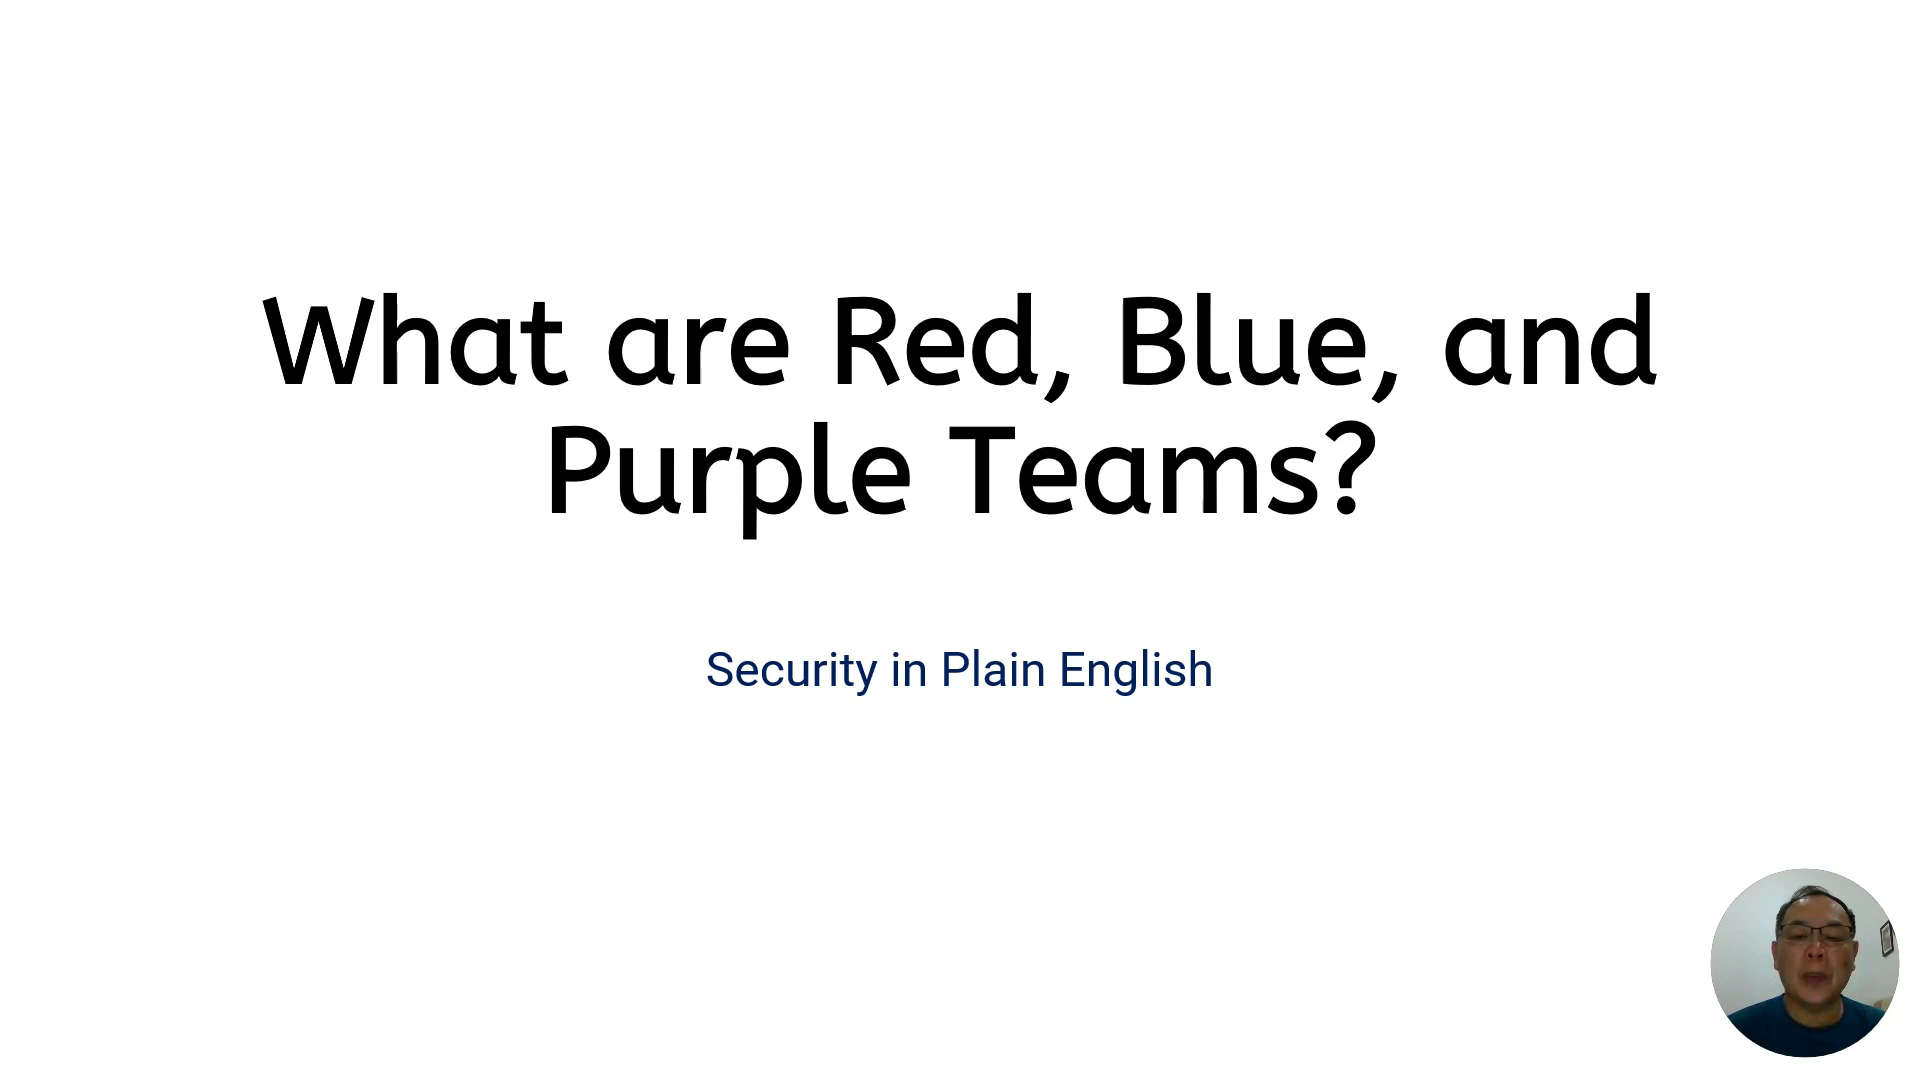 What are Red, Blue, and
Purple Teams?
Security in Plain English